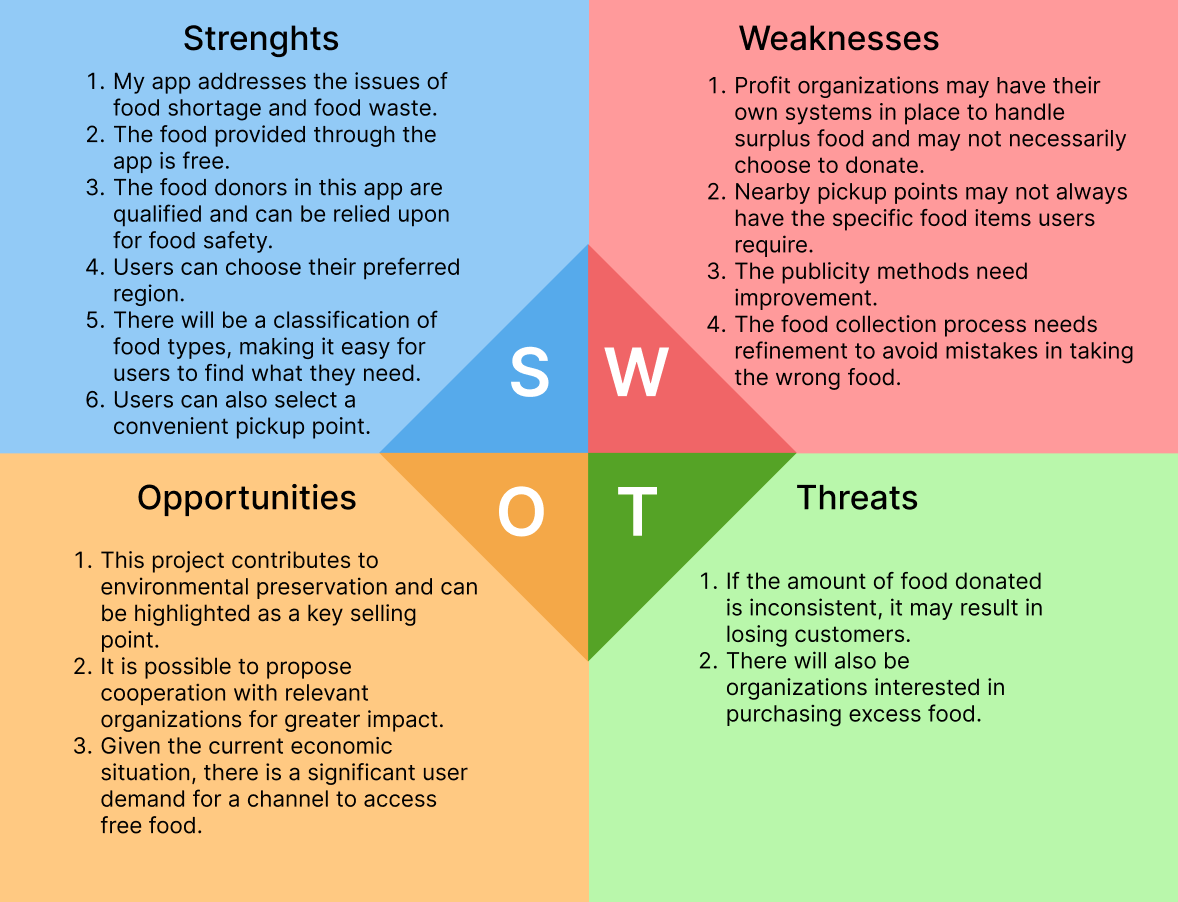 Strenghts
1. My app addresses the issues of
food shortage and food waste.
2. The food provided through the
app is free.
3. The food donors in this app are
qualified and can be relied upon
for food safety.
4. Users can choose their preferred
region.
5. There will be a classification of
food types, making it easy for
users to find what they need.
6. Users can also select a
convenient pickup point.
Weaknesses
1. Profit organizations may have their
own systems in place to handle
surplus food and may not necessarily
choose to donate.
2. Nearby pickup points may not always
have the specific food items users
require.
3. The publicity methods need
improvement.
4. The food collection process needs
refinement to avoid mistakes in taking
the wrong food.
S
W
O
T
Opportunities
1. This project contributes to
environmental preservation and can
be highlighted as a key selling
point.
2. It is possible to propose
cooperation with relevant
organizations for greater impact.
3. Given the current economic
situation, there is a significant user
demand for a channel to access
free food.
Threats
1. If the amount of food donated
is inconsistent, it may result in
losing customers.
2. There will also be
organizations interested in
purchasing excess food.